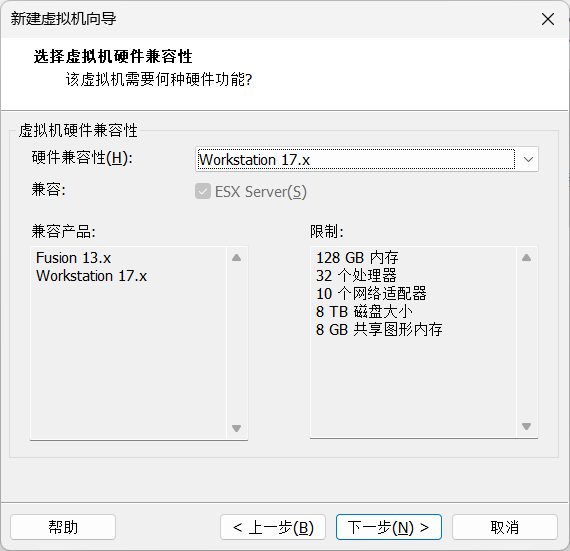 新建虚拟机向导
选择虚拟机硬件兼容性
该虚拟机需要何种硬件功能?
虚拟机硬件兼容性
硬件兼容性(H):
Workstation 17.x
兼容:
ESX Server(S)
兼容产品:
Fusion 13.x
Workstation 17.x
限制:
128 GB 内存
32 个处理器
10 个网络适配器
8 TB 磁盘大小
8 GB 共享图形内存
帮助
< 上一步(B)
下一步(N) >
取消